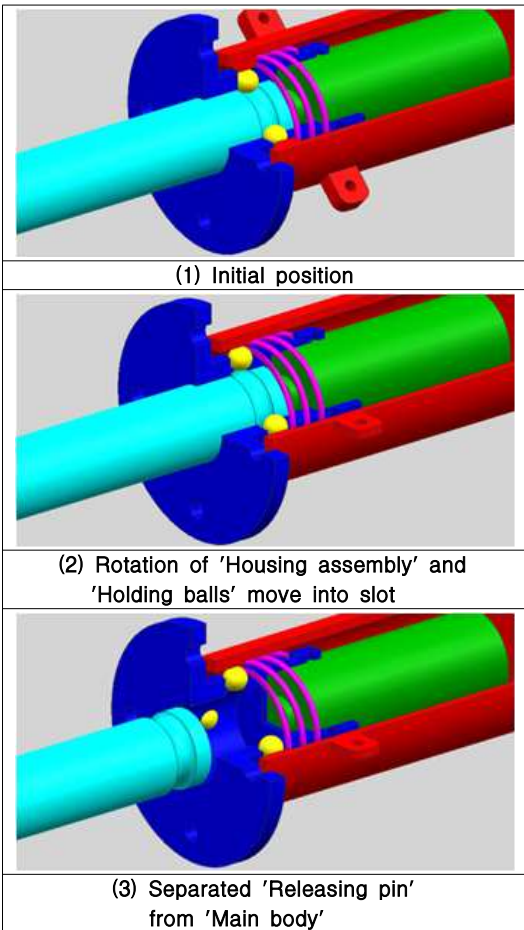 (1) Initial position
(2) Rotation of 'Housing assembly' and
'Holding balls' move into slot
(3) Separated 'Releasing pin'
from 'Main body'